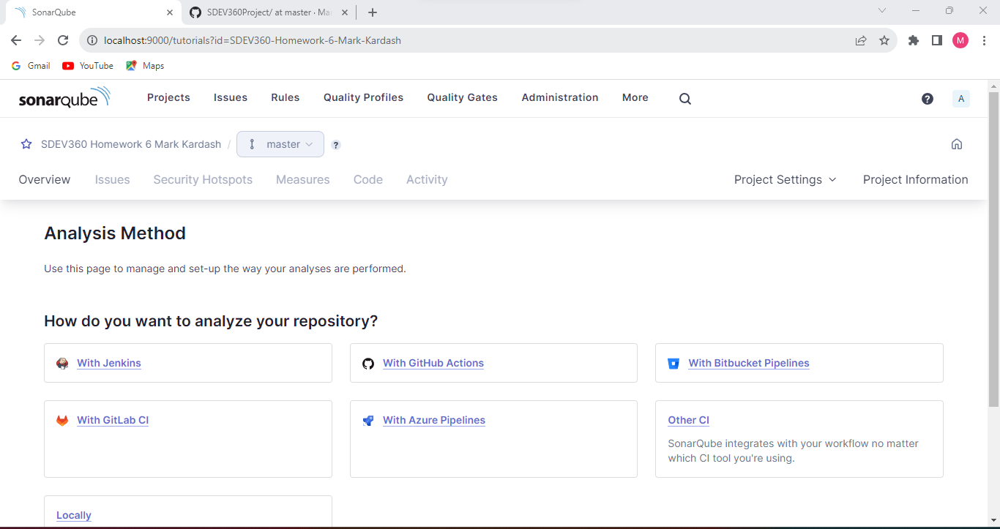 SonarQube
SDEV360Project/ at master · Ma
localhost:9000/tutorials?id=SDEV360-Homework-6-Mark-Kardash
M
Gmail
YouTube
Maps
sonarqube
Projects
Issues
Rules
Quality Profiles
Quality Gates
Administration
More
?
A
SDEV360 Homework 6 Mark Kardash /
master
?
Overview
Issues
Security Hotspots
Measures
Code
Activity
Project Settings
Project Information
Analysis Method
Use this page to manage and set-up the way your analyses are performed.
How do you want to analyze your repository?
With Jenkins
With GitHub Actions
With Bitbucket Pipelines
With GitLab CI
With Azure Pipelines
Other CI
SonarQube integrates with your workflow no matter
which CI tool you're using.
Locally